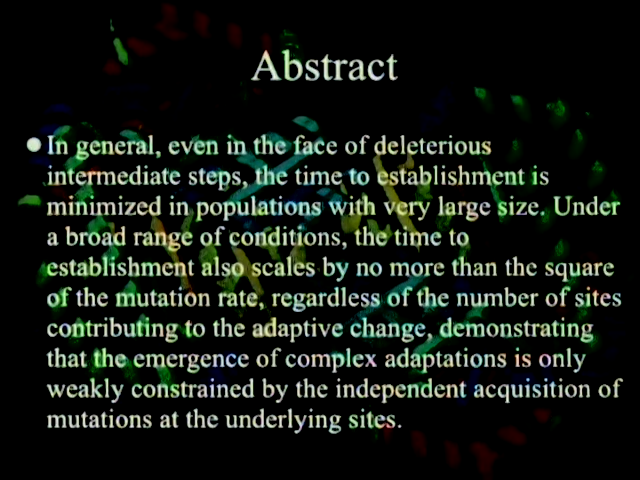 Abstract
In general, even in the face of deleterious
intermediate steps, the time to establishment is
minimized in populations with very large size. Under
a broad range of conditions, the time to
establishment also scales by no more than the square
of the mutation rate, regardless of the number of sites
contributing to the adaptive change, demonstrating
that the emergence of complex adaptations is only
weakly constrained by the independent acquisition of
mutations at the underlying sites.